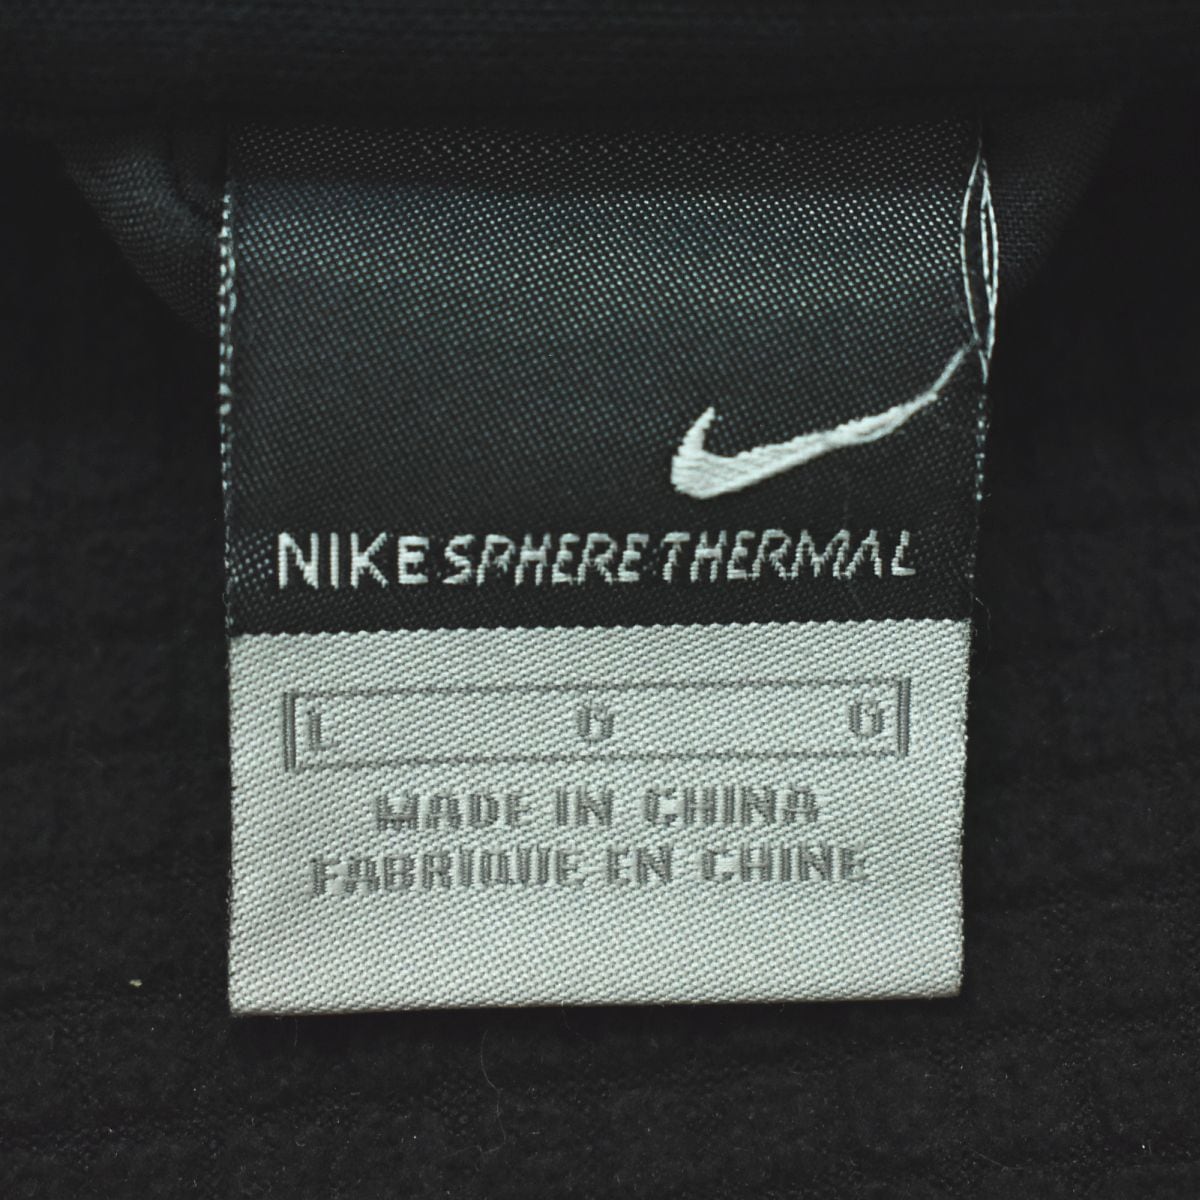 NIKE SPHERE THERMAL
L G G
MADE IN CHINA
FABRIQUE EN CHINE